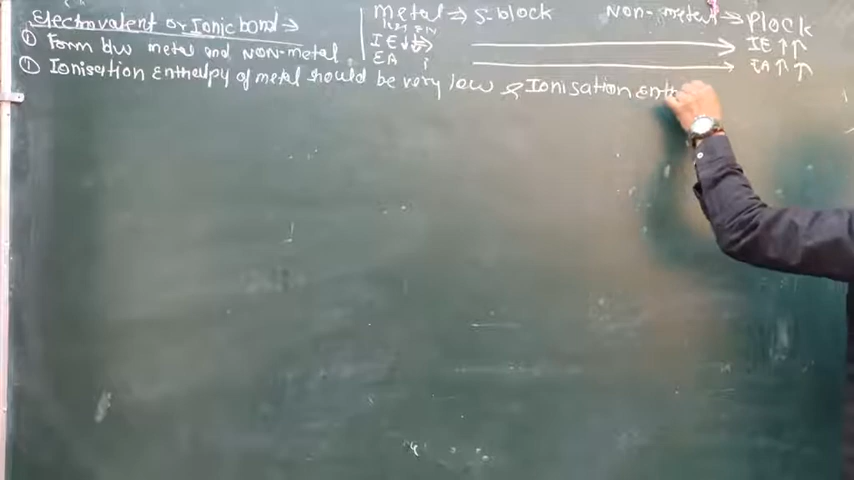 Electrovalent or Ionic bond →
① Form b/w metal and Non-metal
① Ionisation Enthalpy of metal should be very low & Ionisation enth
Metal ⇒ S-block
IE ↓↓
EA
Non-metal ⇒ Plock
IE ↑↑
EA ↑↑